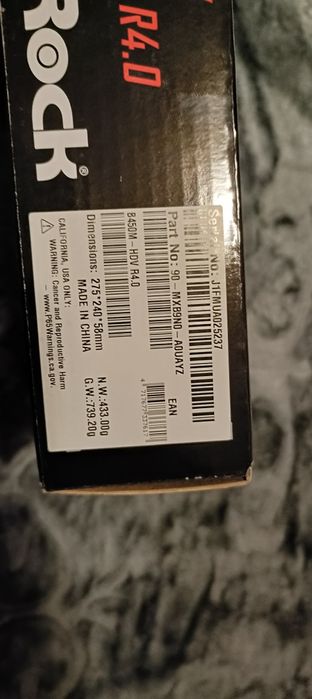 R4.0
Rock®
Serial No: J1FMUA025237
Part No: 90-MXB9N0-A0UAYZ
EAN
B450M-HDV R4.0
Dimensions: 275*240*58mm
MADE IN CHINA
N.W.:433.00g
G.W.:739.20g
CALIFORNIA, USA ONLY:
WARNING: Cancer and Reproductive Harm
- www.P65Warnings.ca.gov.